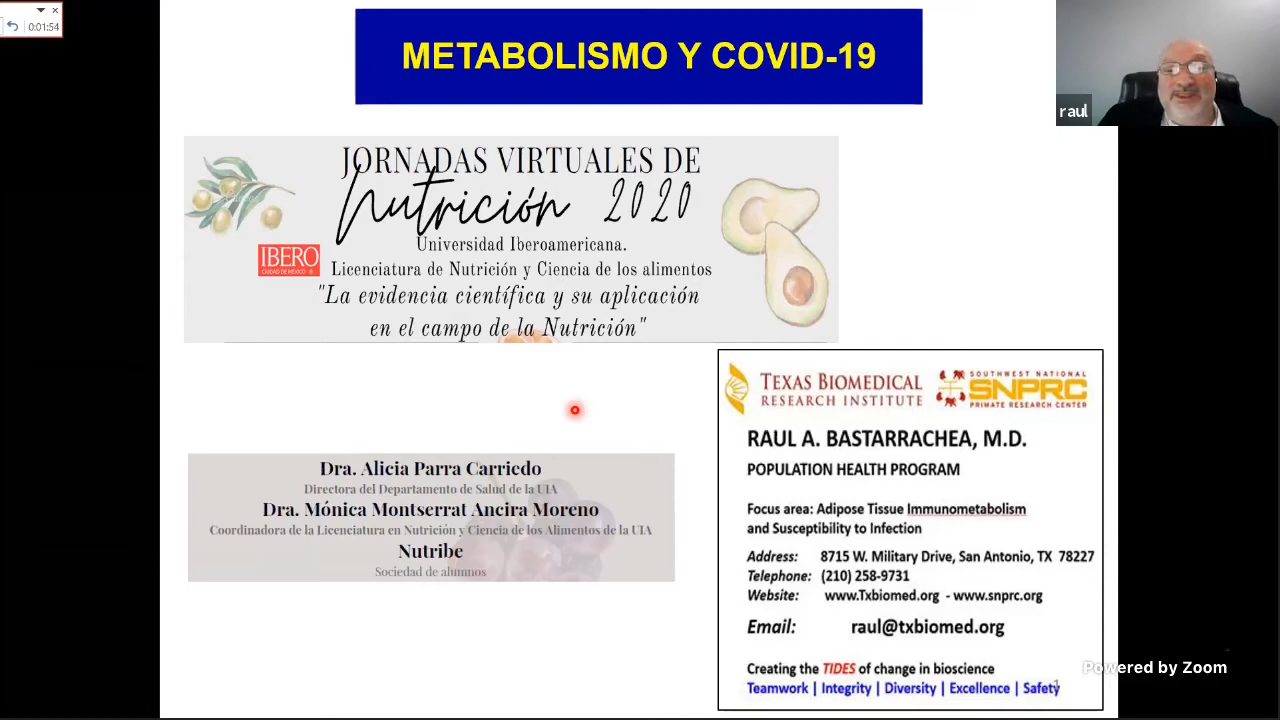 0:01:54
METABOLISMO Y COVID-19
raul
JORNADAS VIRTUALES DE
Nutrición 2020
Universidad Iberoamericana.
IBERO
CIUDAD DE MÉXICO ®
Licenciatura de Nutrición y Ciencia de los alimentos
"La evidencia científica y su aplicación
en el campo de la Nutrición"
Dra. Alicia Parra Carriedo
Directora del Departamento de Salud de la UIA
Dra. Mónica Montserrat Ancira Moreno
Coordinadora de la Licenciatura en Nutrición y Ciencia de los Alimentos de la UIA
Nutribe
Sociedad de alumnos
TEXAS BIOMEDICAL
RESEARCH INSTITUTE
SOUTHWEST NATIONAL
SNPRC
PRIMATE RESEARCH CENTER
RAUL A. BASTARRACHEA, M.D.
POPULATION HEALTH PROGRAM
Focus area: Adipose Tissue Immunometabolism
and Susceptibility to Infection
Address: 8715 W. Military Drive, San Antonio, TX 78227
Telephone: (210) 258-9731
Website: www.Txbiomed.org - www.snprc.org
Email: raul@txbiomed.org
Creating the TIDES of change in bioscience
Teamwork | Integrity | Diversity | Excellence | Safety
1
Powered by Zoom